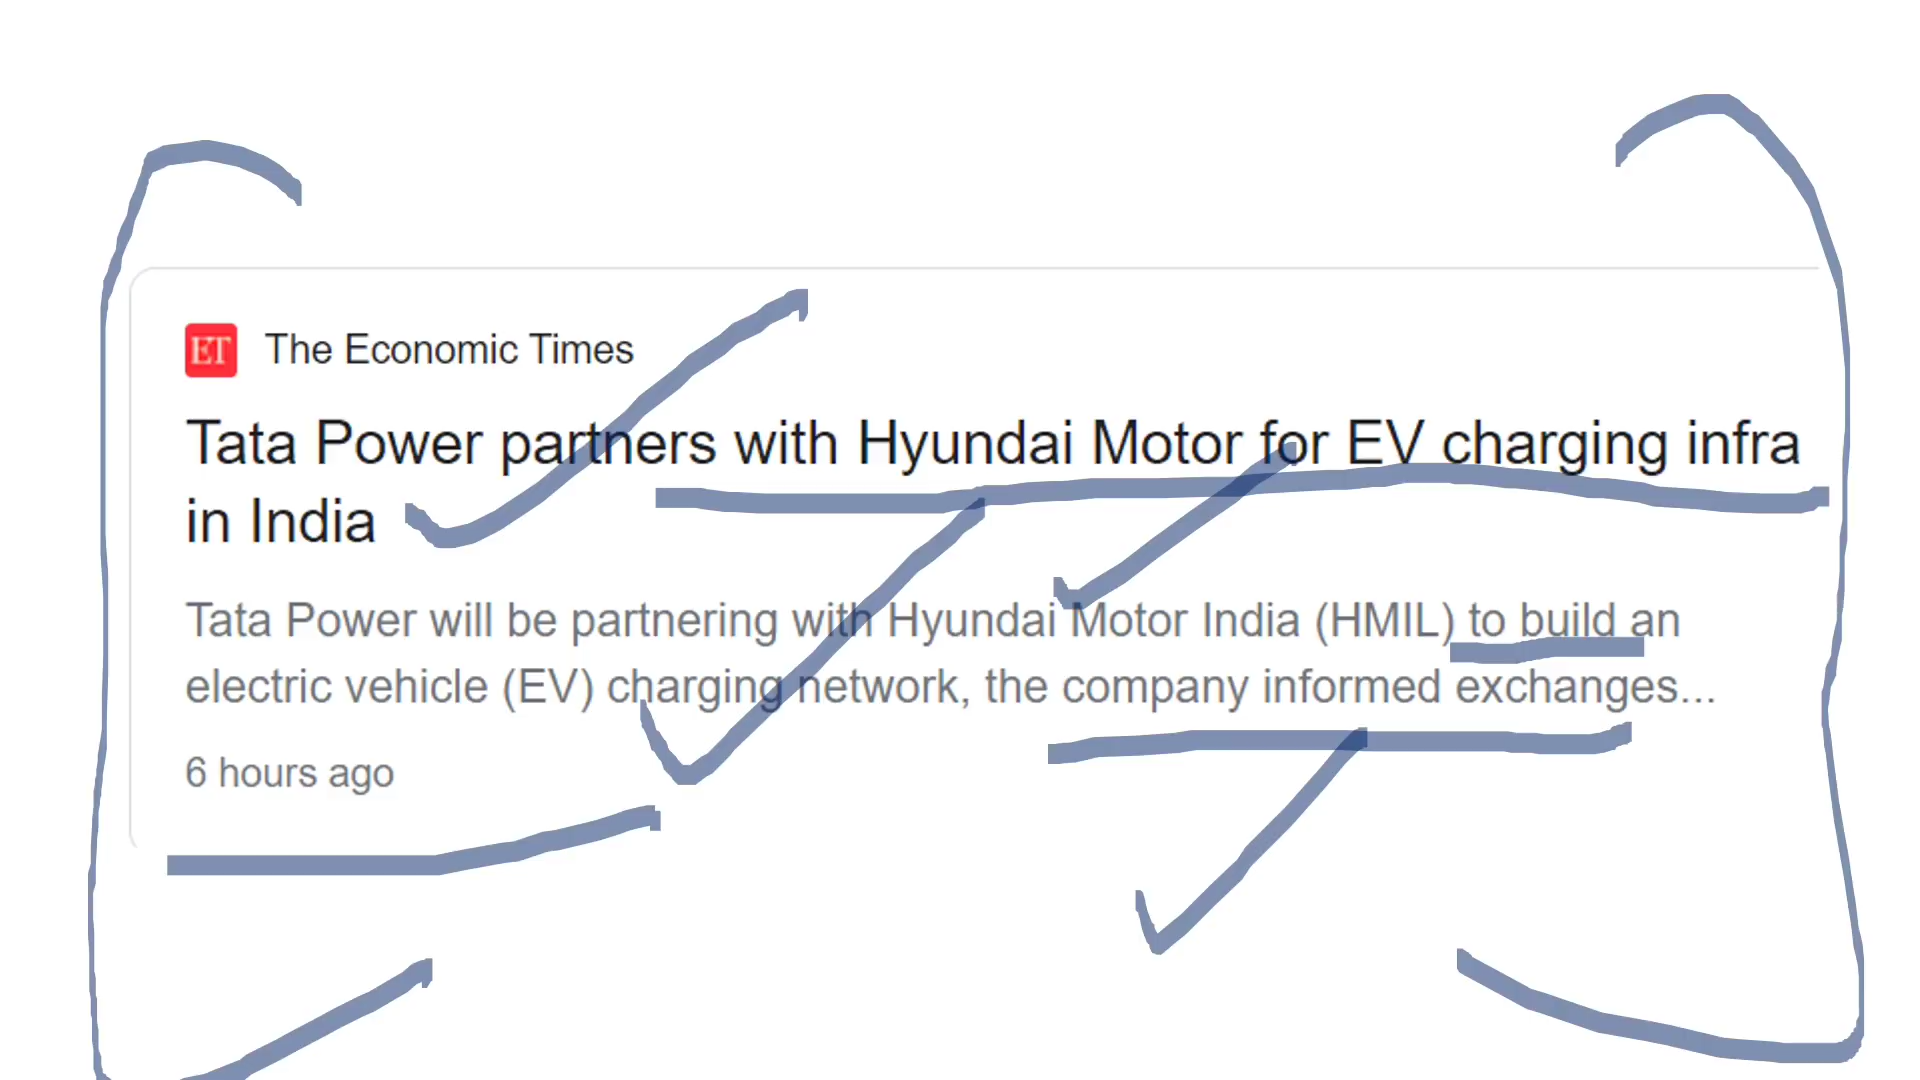 ET The Economic Times
Tata Power partners with Hyundai Motor for EV charging infra
in India
Tata Power will be partnering with Hyundai Motor India (HMIL) to build an
electric vehicle (EV) charging network, the company informed exchanges...
6 hours ago